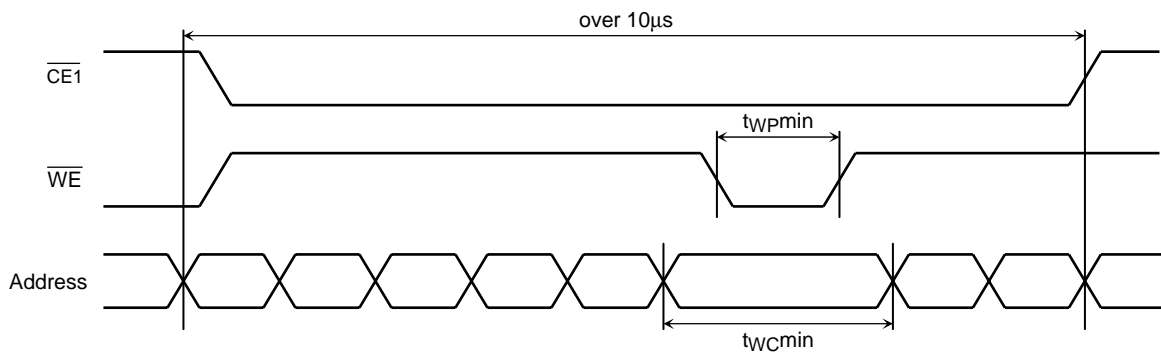 over 10μs
CE1
tWPmin
WE
Address
tWCmin